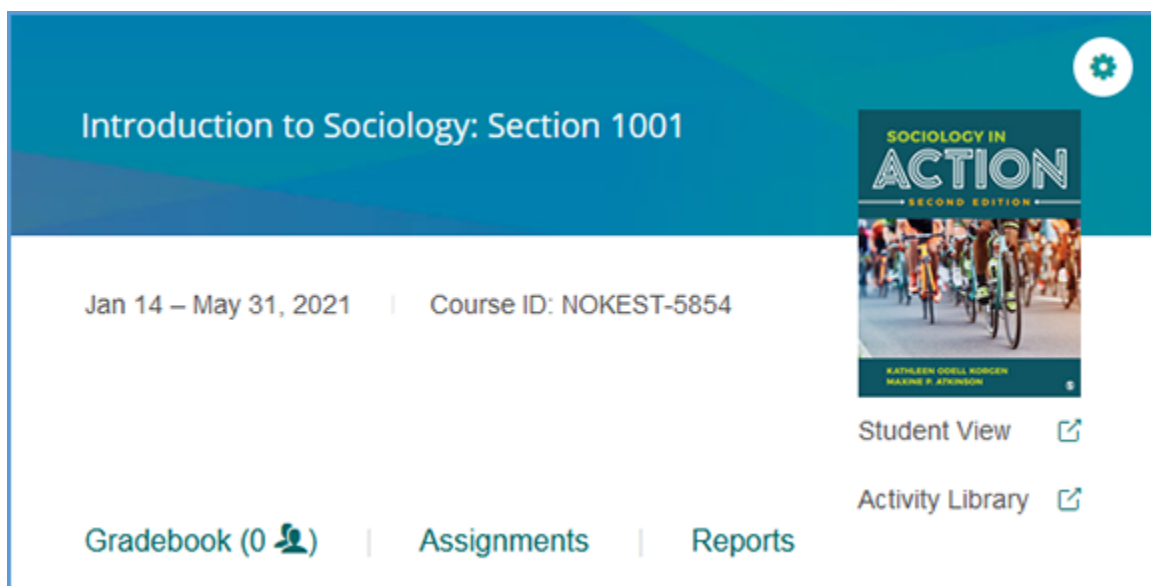 Introduction to Sociology: Section 1001
SOCIOLOGY IN
ACTION
SECOND EDITION
KATHLEEN ODELL KORGEN
MAXINE P. ATKINSON
Jan 14 – May 31, 2021
Course ID: NOKEST-5854
Student View
Activity Library
Gradebook (0)
Assignments
Reports